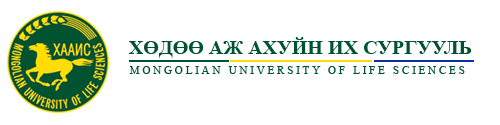 ХААИС
MONGOLIAN UNIVERSITY OF LIFE SCIENCES
ХӨДӨӨ АЖ АХУЙН ИХ СУРГУУЛЬ
MONGOLIAN UNIVERSITY OF LIFE SCIENCES